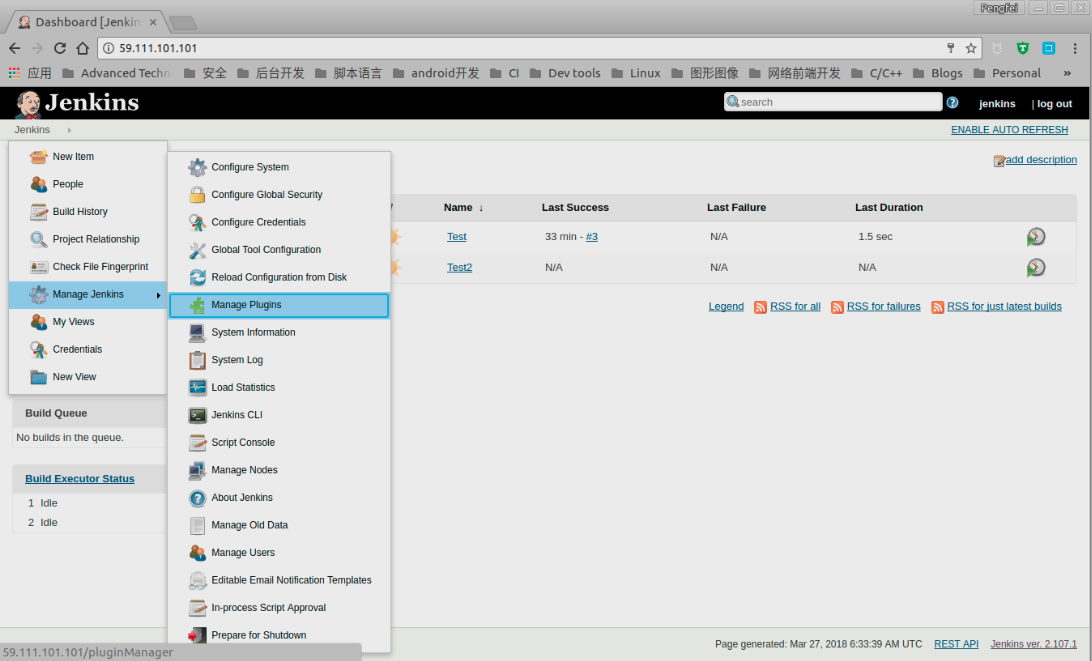 Pengfei
Dashboard [Jenkin
59.111.101.101
应用 Advanced Techn 安全 后台开发 脚本语言 android开发 CI Dev tools Linux 图形图像 网络前端开发 C/C++ Blogs Personal »
Jenkins search jenkins | log out
Jenkins ENABLE AUTO REFRESH
add description
New Item
People
Build History
Project Relationship
Check File Fingerprint
Manage Jenkins
My Views
Credentials
New View
Configure System
Configure Global Security
Configure Credentials
Global Tool Configuration
Reload Configuration from Disk
Manage Plugins
System Information
System Log
Load Statistics
Jenkins CLI
Script Console
Manage Nodes
About Jenkins
Manage Old Data
Manage Users
Editable Email Notification Templates
In-process Script Approval
Prepare for Shutdown
Name ↓ Last Success Last Failure Last Duration
Test 33 min - #3 N/A 1.5 sec
Test2 N/A N/A N/A
Legend RSS for all RSS for failures RSS for just latest builds
Build Queue
No builds in the queue.
Build Executor Status
1 Idle
2 Idle
Page generated: Mar 27, 2018 6:33:39 AM UTC REST API Jenkins ver. 2.107.1
59.111.101.101/pluginManager